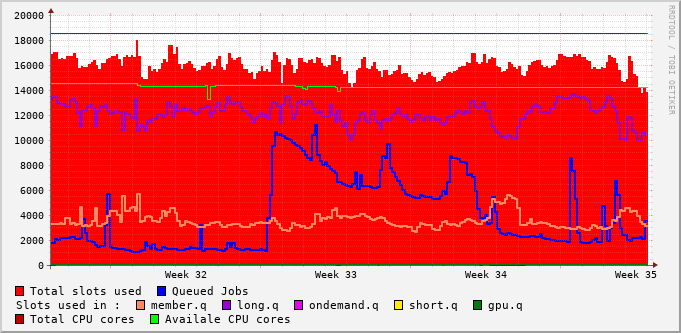 20000
18000
16000
14000
12000
10000
8000
6000
4000
2000
0
Week 32 Week 33 Week 34 Week 35
Total slots used Queued Jobs
Slots used in : member.q long.q ondemand.q short.q gpu.q
Total CPU cores Availale CPU cores
RRDTOOL / TOBI OETIKER